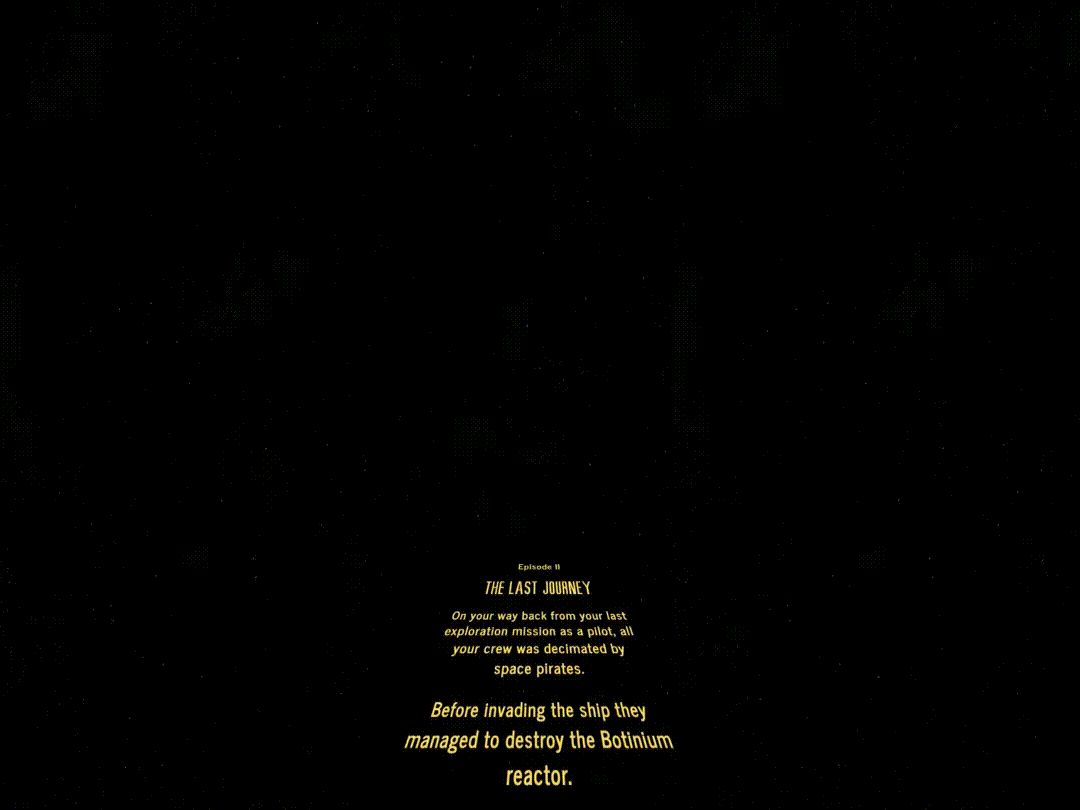 Episode II
THE LAST JOURNEY
On your way back from your last
exploration mission as a pilot, all
your crew was decimated by
space pirates.
Before invading the ship they
managed to destroy the Botinium
reactor.